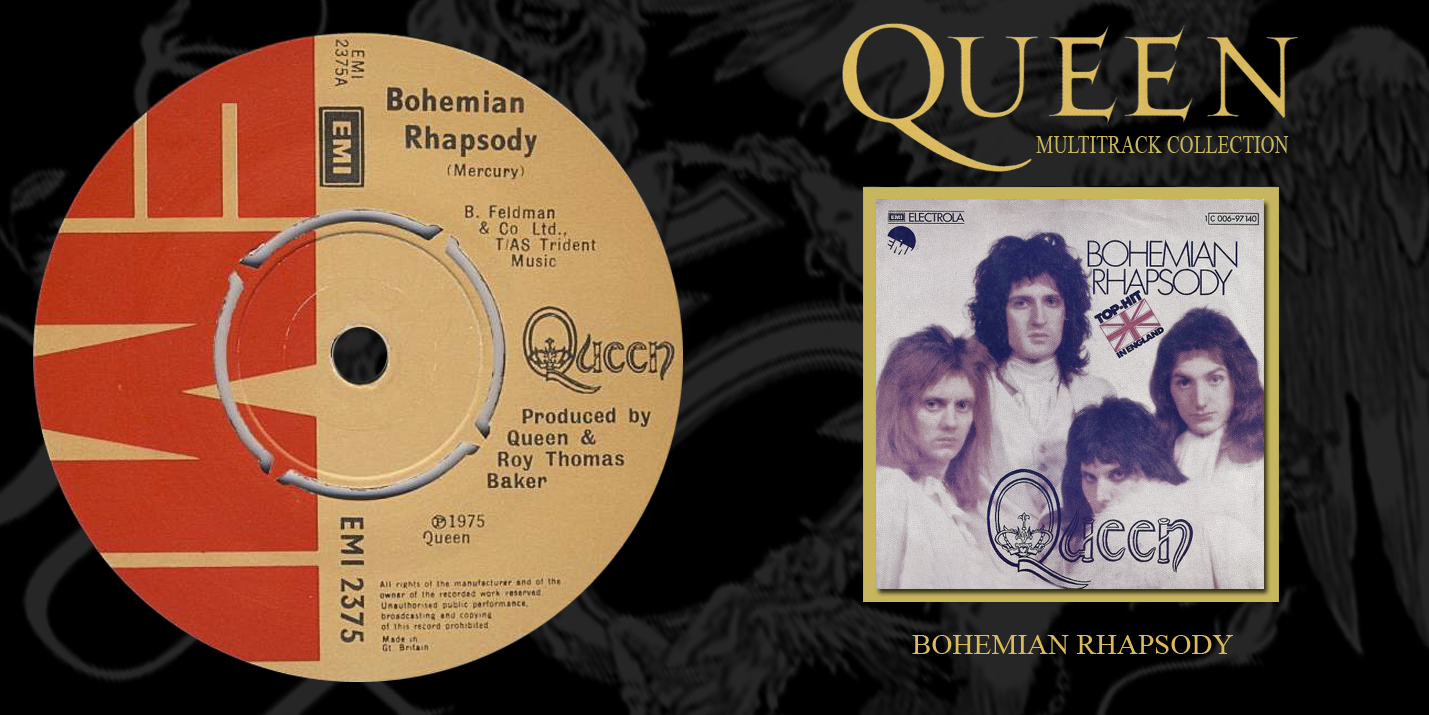 EMI
2375A
EMI
Bohemian
Rhapsody
(Mercury)
B. Feldman
& Co Ltd.,
T/AS Trident
Music
Queen
Produced by
Queen &
Roy Thomas
Baker
℗1975
Queen
EMI 2375
All rights of the manufacturer and of the
owner of the recorded work reserved.
Unauthorised public performance,
broadcasting and copying
of this record prohibited.
Made in
Gt. Britain
EMI
QUEEN
MULTITRACK COLLECTION
EMI ELECTROLA
1C 006-97 140
EMI
BOHEMIAN
RHAPSODY
TOP-HIT
IN ENGLAND
Queen
BOHEMIAN RHAPSODY